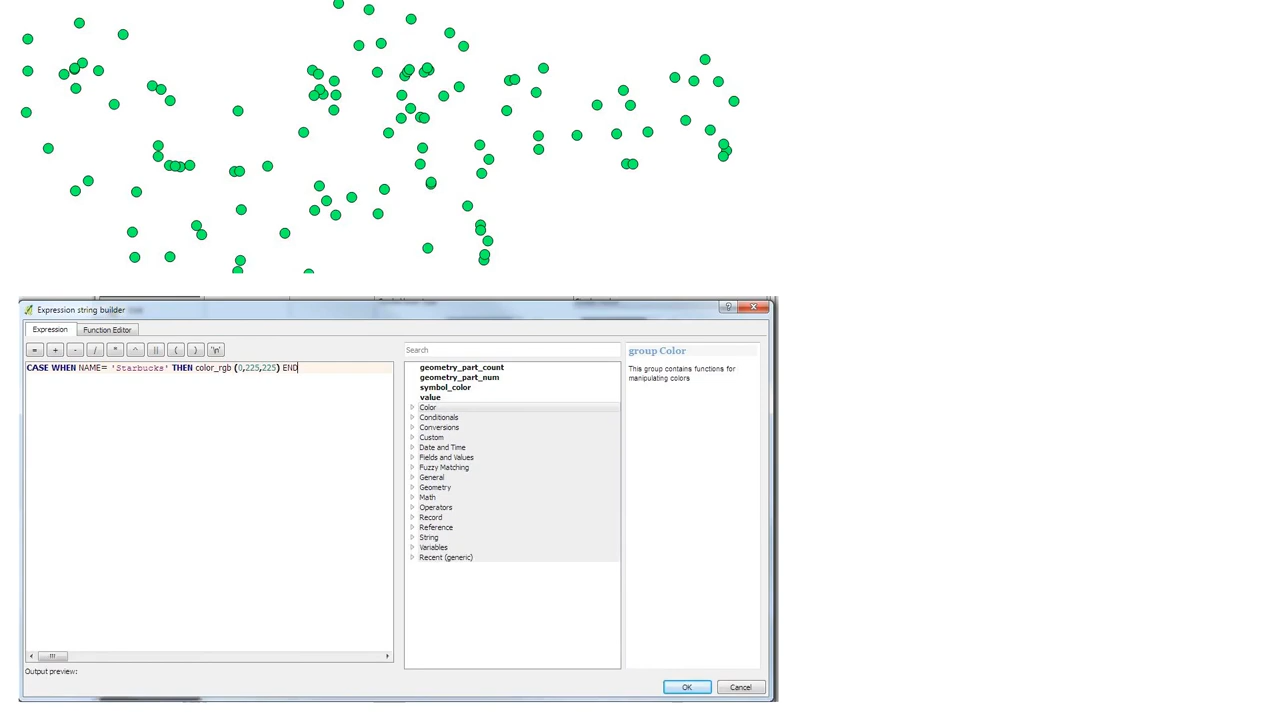 Expression string builder
Expression
Function Editor
= + - / * ^ || ( ) '\n'
Search
CASE WHEN NAME= 'Starbucks' THEN color_rgb (0,225,225) END
geometry_part_count
geometry_part_num
symbol_color
value
Color
Conditionals
Conversions
Custom
Date and Time
Fields and Values
Fuzzy Matching
General
Geometry
Math
Operators
Record
Reference
String
Variables
Recent (generic)
group Color
This group contains functions for
manipulating colors
Output preview:
OK
Cancel